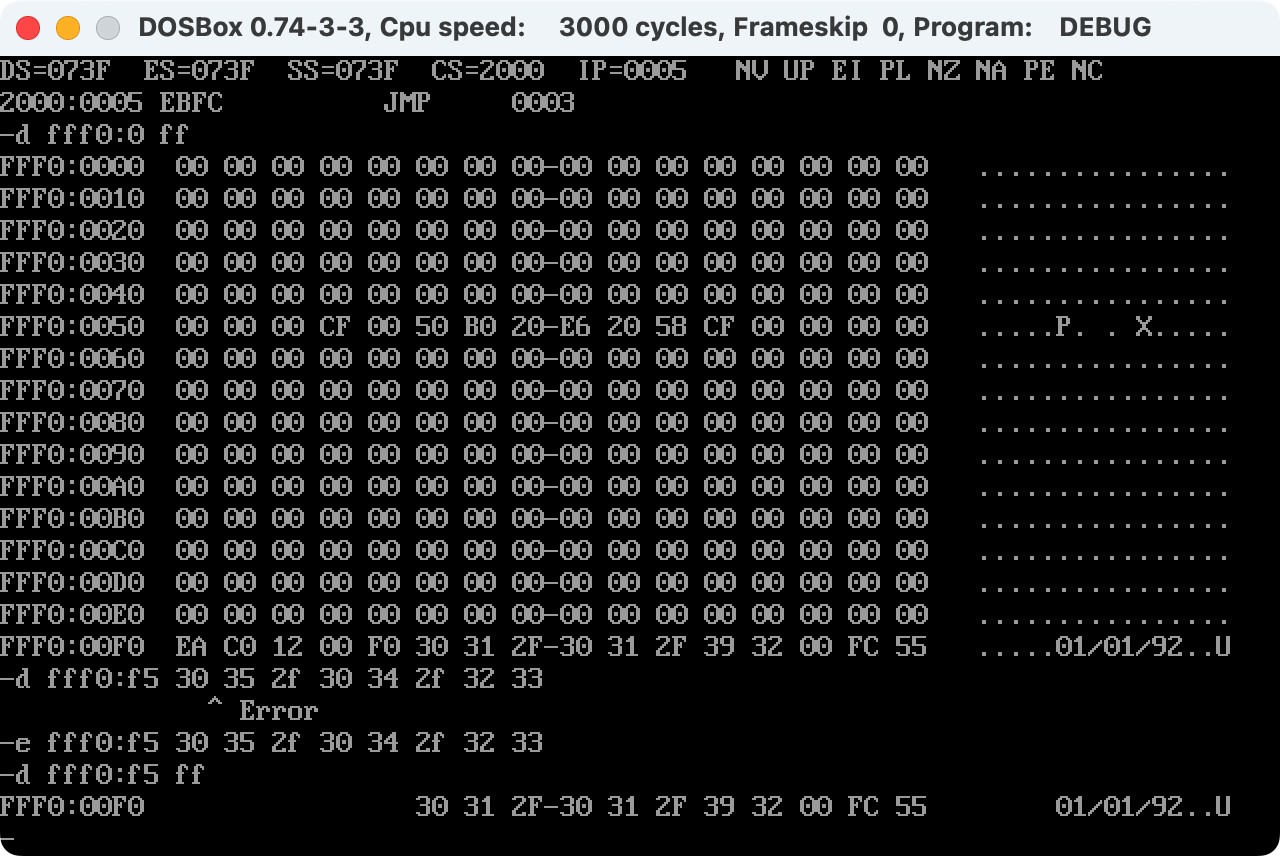 DOSBox 0.74-3-3, Cpu speed:    3000 cycles, Frameskip  0, Program:   DEBUG
DS=073F  ES=073F  SS=073F  CS=2000  IP=0005   NV UP EI PL NZ NA PE NC
2000:0005 EBFC          JMP     0003
-d fff0:0 ff
FFF0:0000  00 00 00 00 00 00 00 00-00 00 00 00 00 00 00 00   ................
FFF0:0010  00 00 00 00 00 00 00 00-00 00 00 00 00 00 00 00   ................
FFF0:0020  00 00 00 00 00 00 00 00-00 00 00 00 00 00 00 00   ................
FFF0:0030  00 00 00 00 00 00 00 00-00 00 00 00 00 00 00 00   ................
FFF0:0040  00 00 00 00 00 00 00 00-00 00 00 00 00 00 00 00   ................
FFF0:0050  00 00 00 CF 00 50 B0 20-E6 20 58 CF 00 00 00 00   .....P. . X.....
FFF0:0060  00 00 00 00 00 00 00 00-00 00 00 00 00 00 00 00   ................
FFF0:0070  00 00 00 00 00 00 00 00-00 00 00 00 00 00 00 00   ................
FFF0:0080  00 00 00 00 00 00 00 00-00 00 00 00 00 00 00 00   ................
FFF0:0090  00 00 00 00 00 00 00 00-00 00 00 00 00 00 00 00   ................
FFF0:00A0  00 00 00 00 00 00 00 00-00 00 00 00 00 00 00 00   ................
FFF0:00B0  00 00 00 00 00 00 00 00-00 00 00 00 00 00 00 00   ................
FFF0:00C0  00 00 00 00 00 00 00 00-00 00 00 00 00 00 00 00   ................
FFF0:00D0  00 00 00 00 00 00 00 00-00 00 00 00 00 00 00 00   ................
FFF0:00E0  00 00 00 00 00 00 00 00-00 00 00 00 00 00 00 00   ................
FFF0:00F0  EA C0 12 00 F0 30 31 2F-30 31 2F 39 32 00 FC 55   .....01/01/92..U
-d fff0:f5 30 35 2f 30 34 2f 32 33
             ^ Error
-e fff0:f5 30 35 2f 30 34 2f 32 33
-d fff0:f5 ff
FFF0:00F0                 30 31 2F-30 31 2F 39 32 00 FC 55        01/01/92..U
-